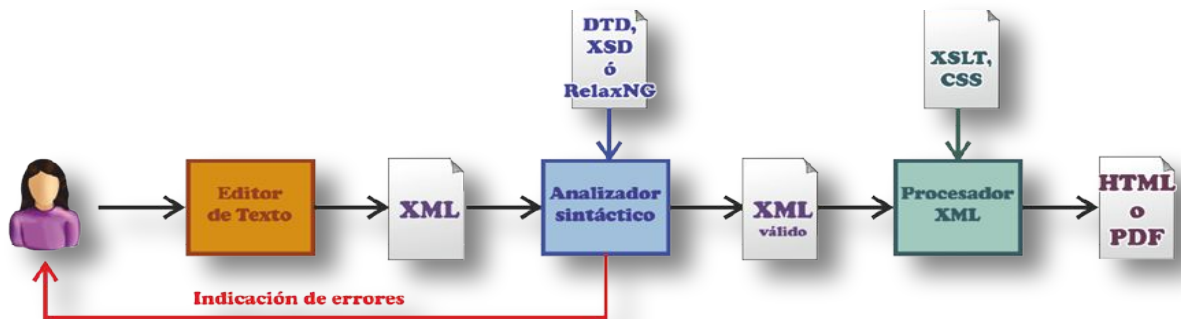 DTD,
XSD
ó
RelaxNG
XSLT,
CSS
Editor
de Texto
XML
Analizador
sintáctico
XML
válido
Procesador
XML
HTML
o
PDF
Indicación de errores